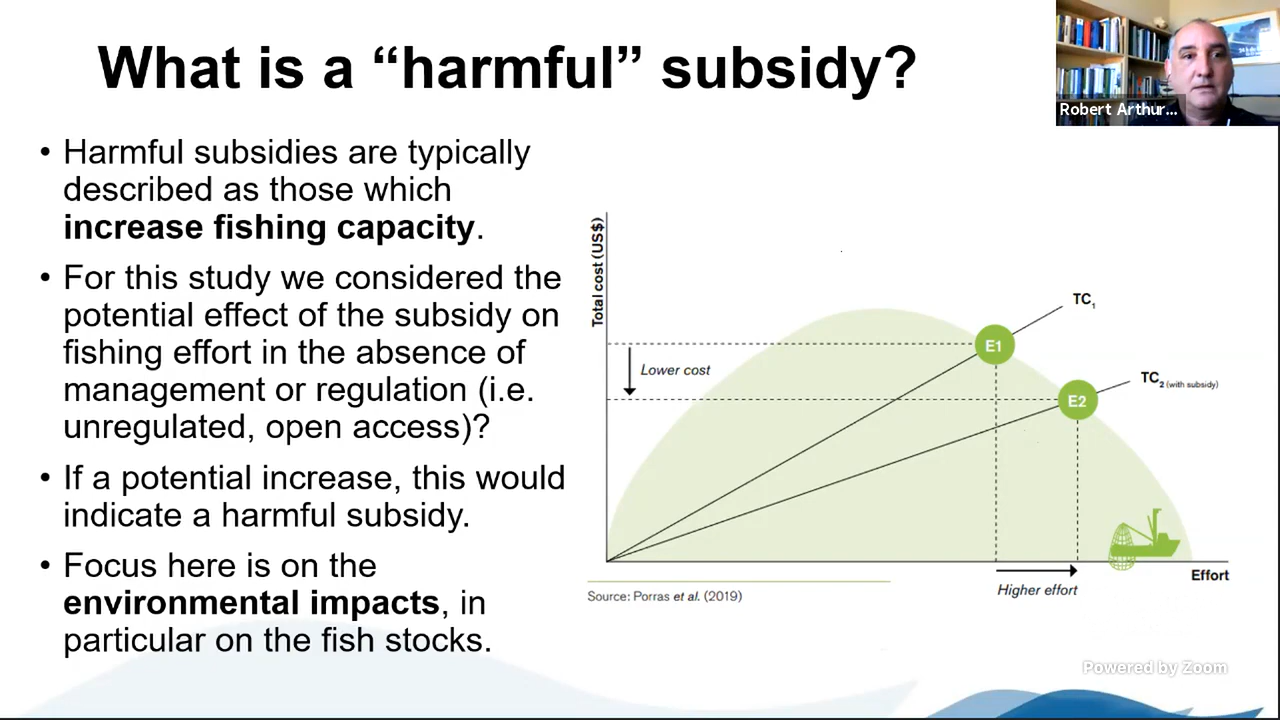 What is a “harmful” subsidy?
Robert Arthur...
• Harmful subsidies are typically
described as those which
increase fishing capacity.
• For this study we considered the
potential effect of the subsidy on
fishing effort in the absence of
management or regulation (i.e.
unregulated, open access)?
• If a potential increase, this would
indicate a harmful subsidy.
• Focus here is on the
environmental impacts, in
particular on the fish stocks.
Total cost (US$)
TC1
E1
Lower cost
TC2 (with subsidy)
E2
Effort
Higher effort
Source: Porras et al. (2019)
Powered by Zoom